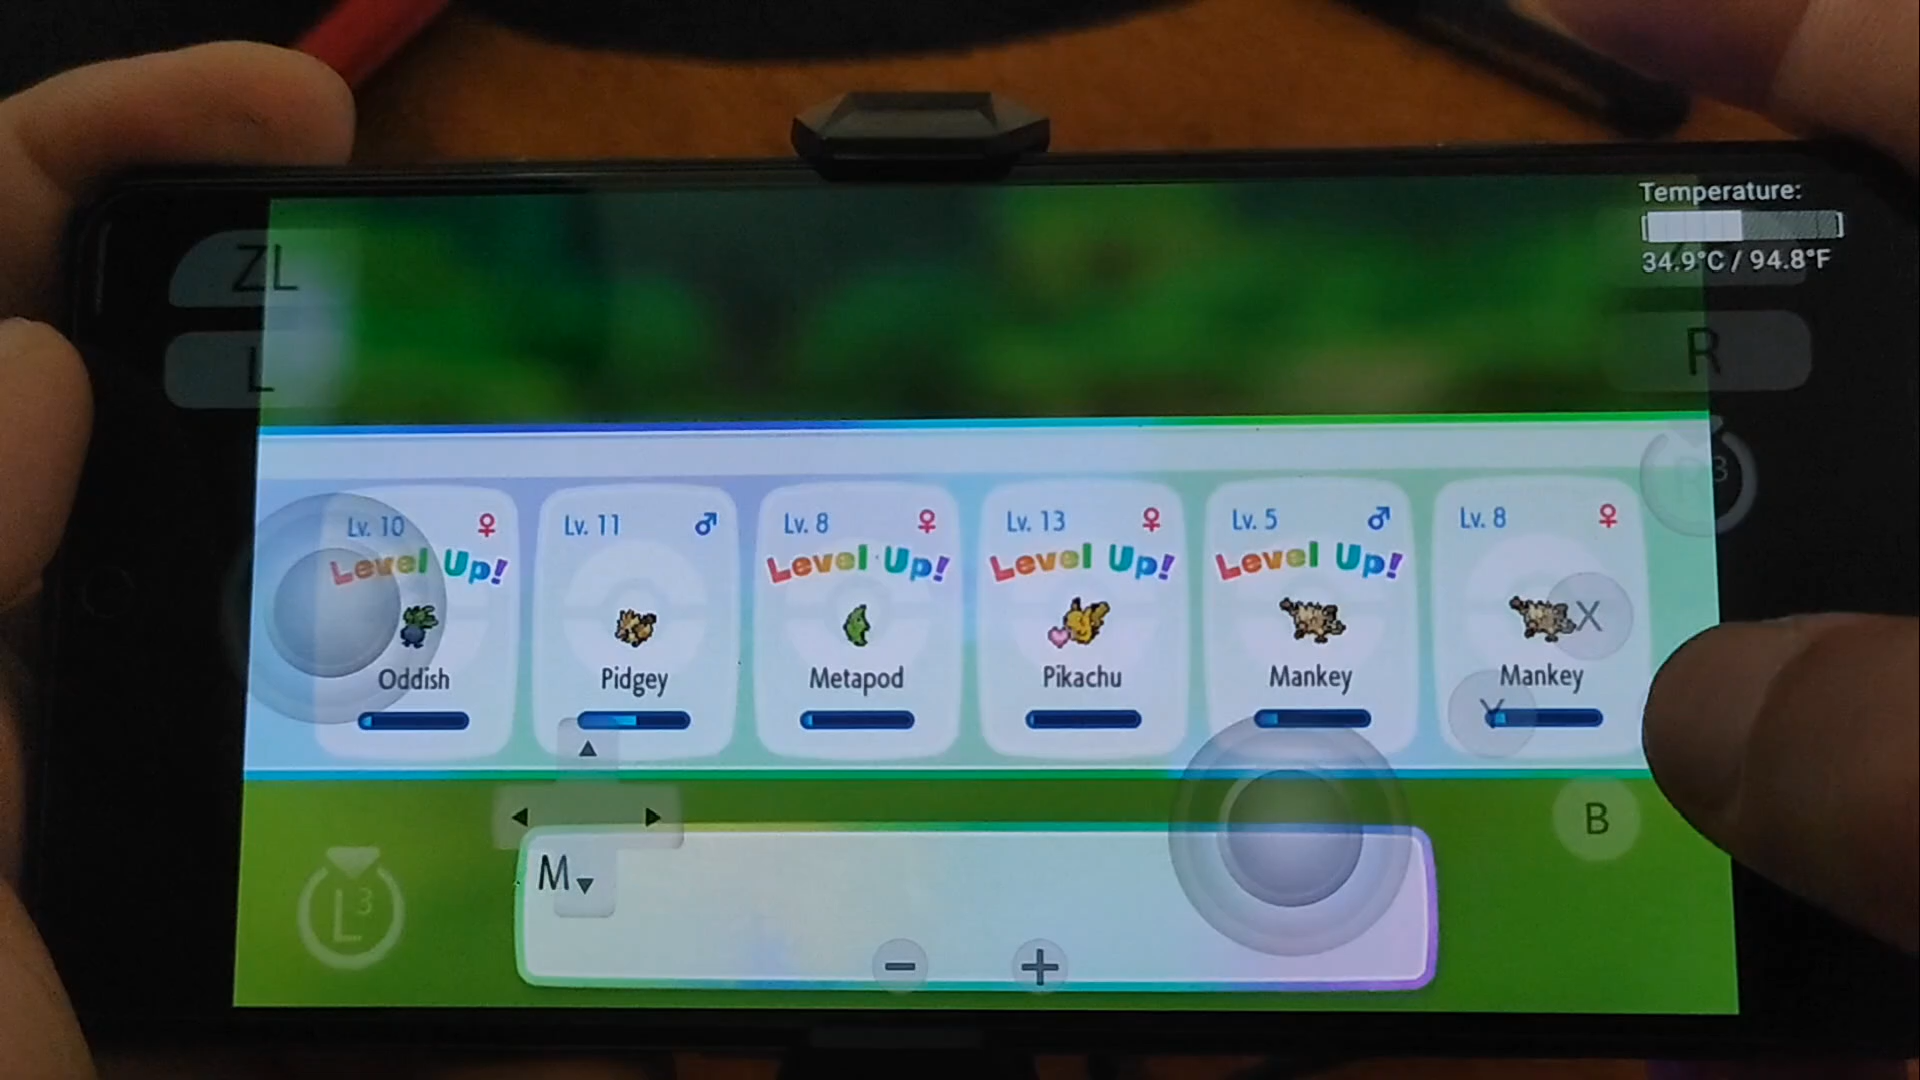 Temperature:
34.9°C / 94.8°F
ZL
L
R
Lv. 10 ♀
Level Up!
Oddish
Lv. 11 ♂
Pidgey
Lv. 8 ♀
Level Up!
Metapod
Lv. 13 ♀
Level Up!
Pikachu
Lv. 5 ♂
Level Up!
Mankey
Lv. 8 ♀
Mankey
X
Y
B
L3
M